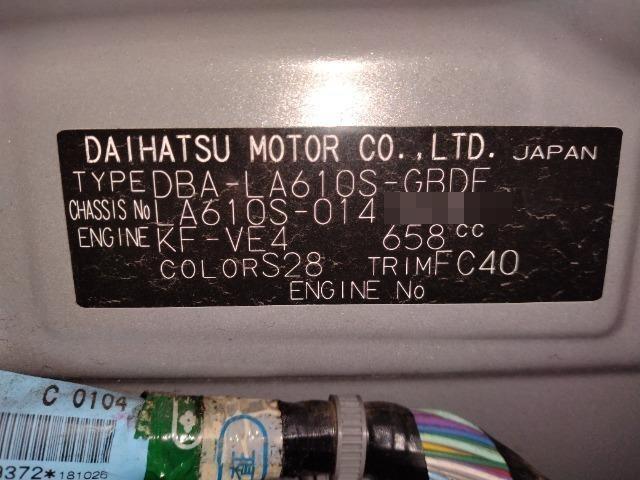 DAIHATSU MOTOR CO.,LTD. JAPAN
TYPE DBA-LA610S-GBDF
CHASSIS No LA610S-014
ENGINE KF-VE4 658cc
COLOR S28 TRIM FC40
ENGINE No
C 0104
9372*181026